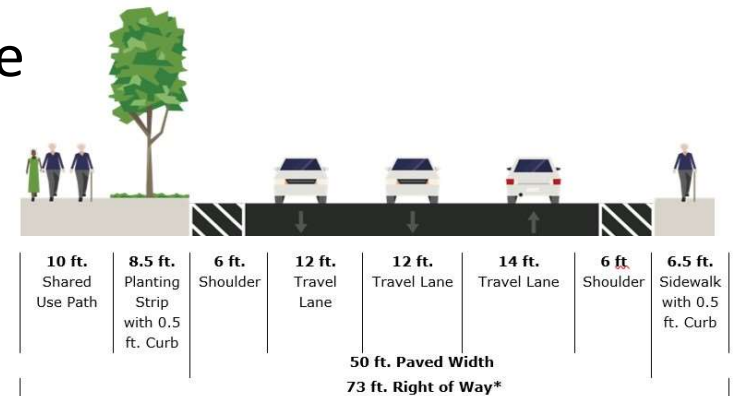 e
10 ft.
Shared
Use Path
8.5 ft.
Planting
Strip
with 0.5
ft. Curb
6 ft.
Shoulder
12 ft.
Travel
Lane
12 ft.
Travel Lane
14 ft.
Travel Lane
6 ft
Shoulder
6.5 ft.
Sidewalk
with 0.5
ft. Curb
50 ft. Paved Width
73 ft. Right of Way*